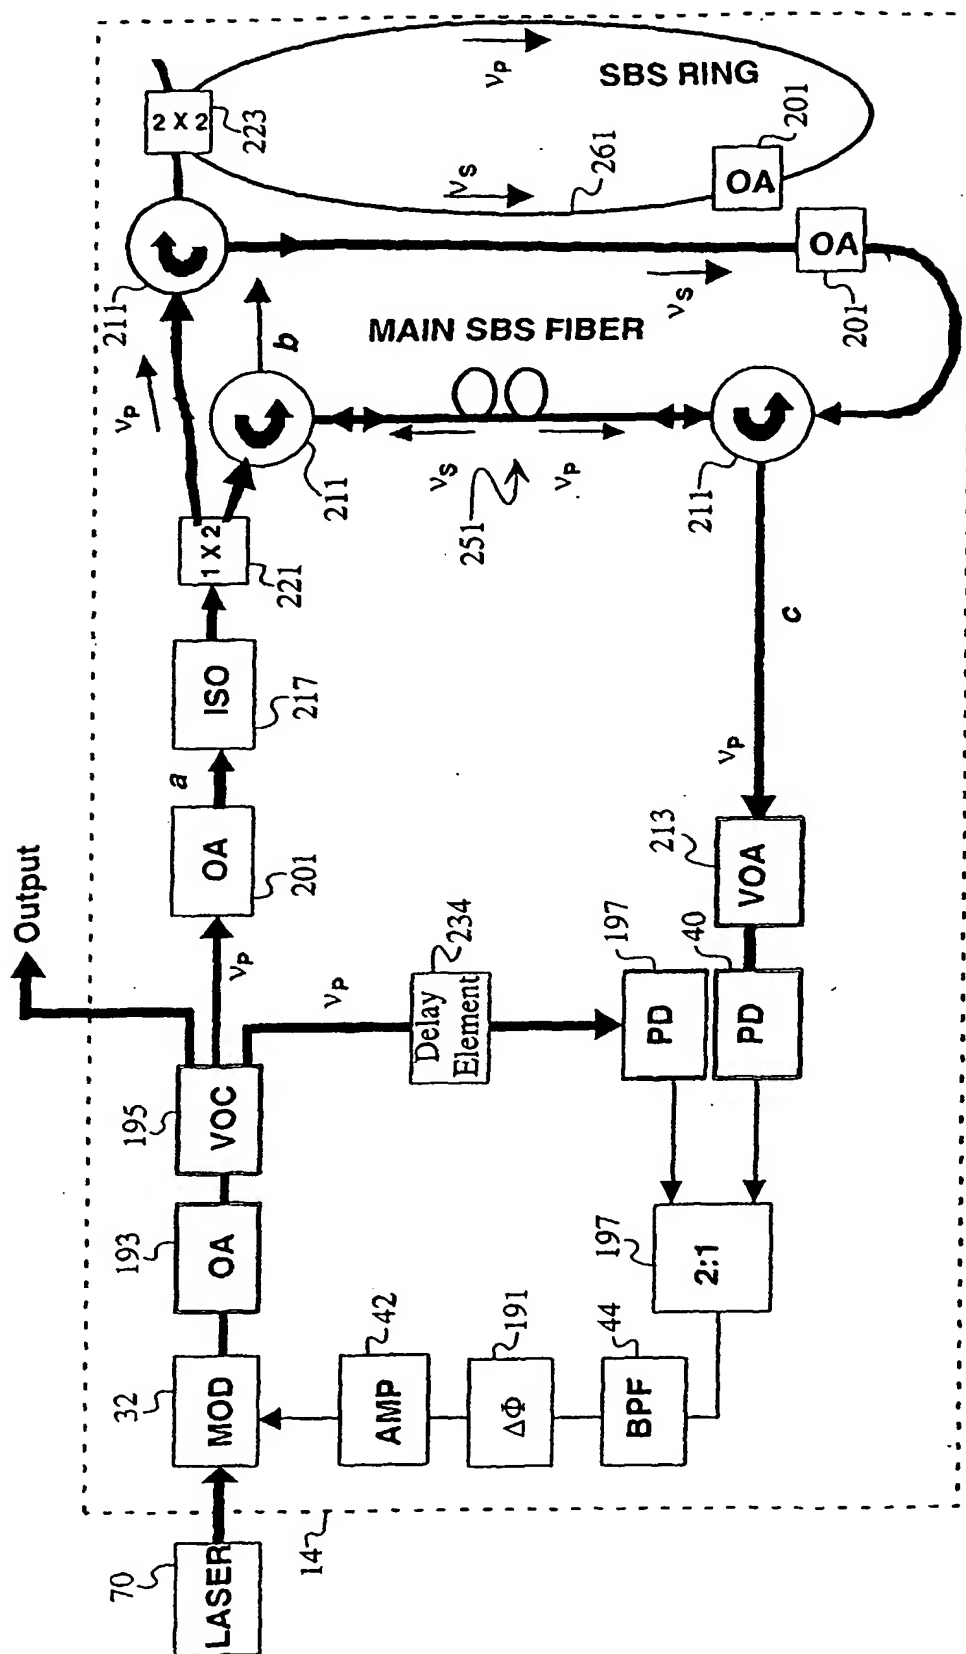 Output
70
LASER
14
32
MOD
193
OA
195
VOC
νP
OA
201
a
ISO
217
1 X 2
221
νP
211
2 X 2
223
νP
SBS RING
νS
261
OA
201
OA
201
νS
b
211
MAIN SBS FIBER
νS
251
νP
211
c
νP
213
VOA
40
PD
197
PD
νP
234
Delay
Element
197
2:1
44
BPF
191
ΔΦ
42
AMP